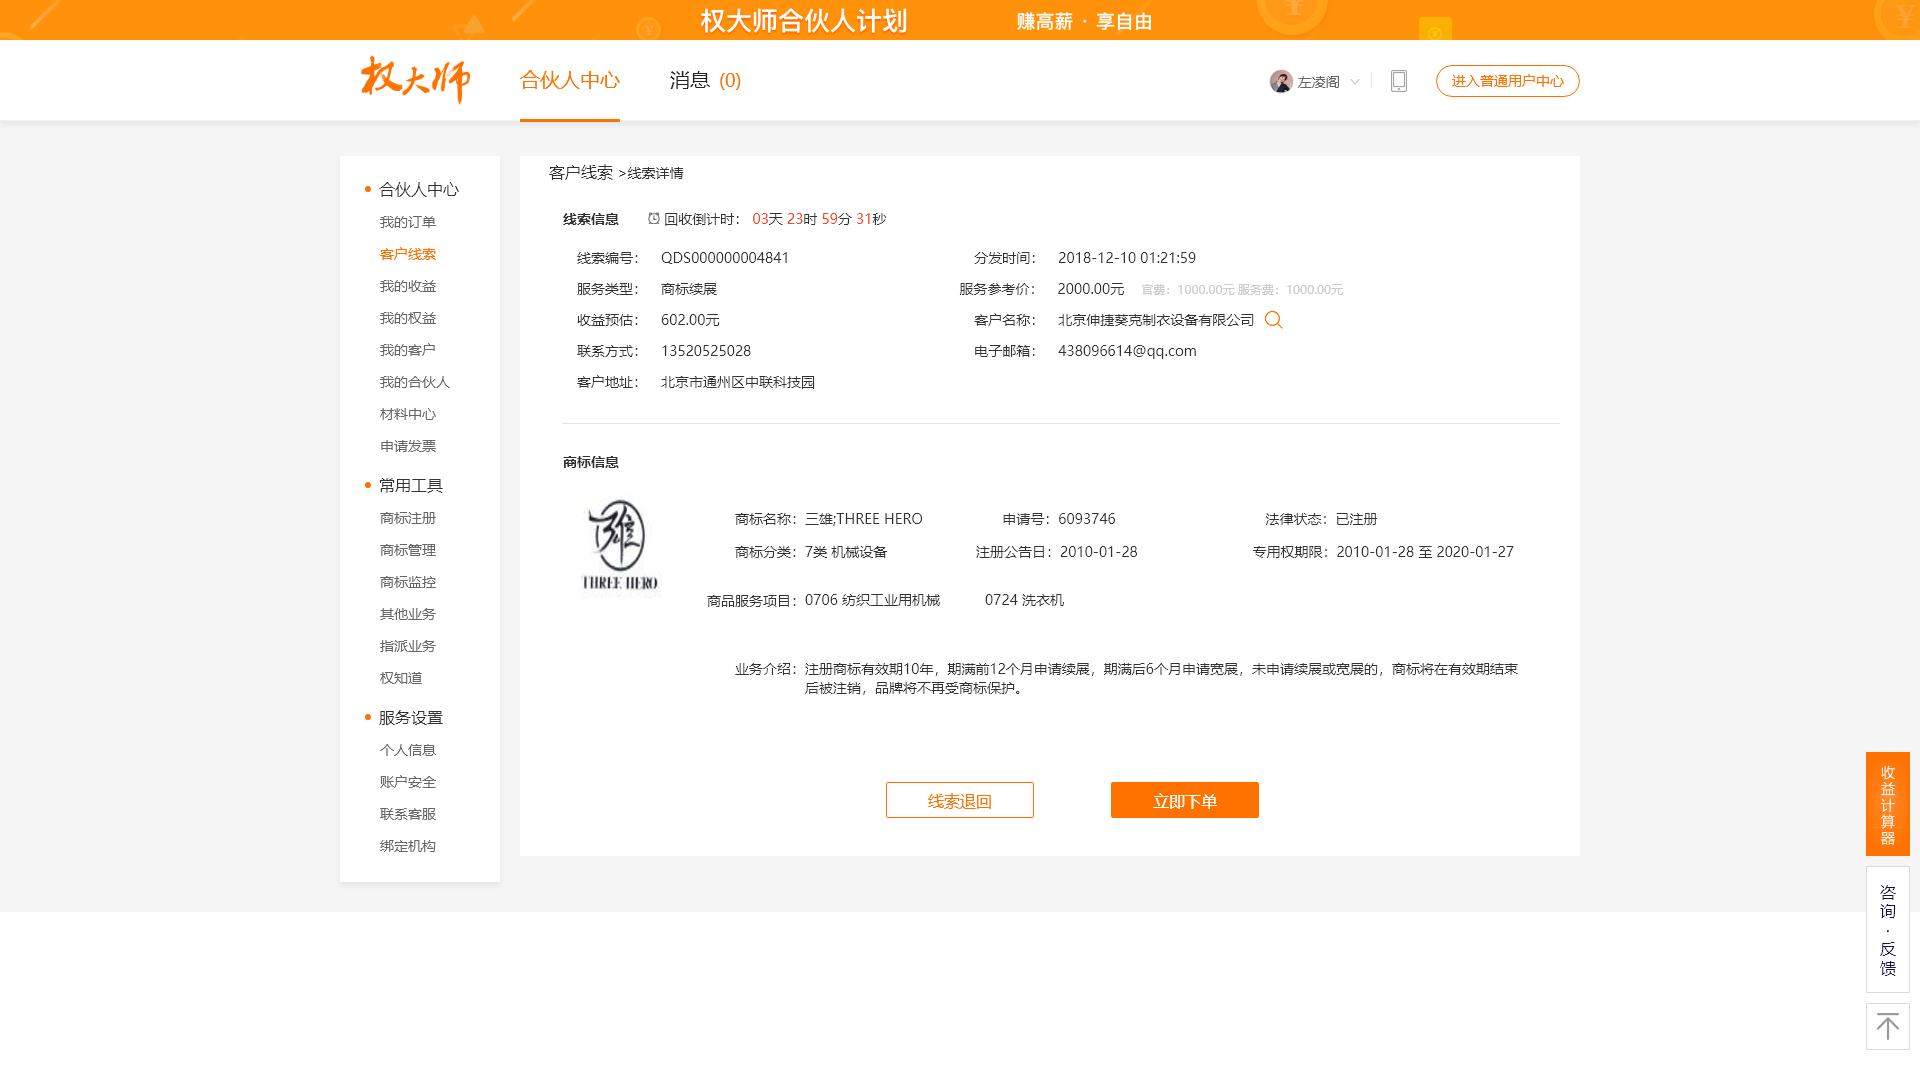 权大师合伙人计划 赚高薪 · 享自由
权大师 合伙人中心 消息 (0) 左凌阁 进入普通用户中心
合伙人中心
我的订单
客户线索
我的收益
我的权益
我的客户
我的合伙人
材料中心
申请发票
常用工具
商标注册
商标管理
商标监控
其他业务
指派业务
权知道
服务设置
个人信息
账户安全
联系客服
绑定机构
客户线索 >线索详情
线索信息 回收倒计时： 03天 23时 59分 31秒
线索编号： QDS000000004841 分发时间： 2018-12-10 01:21:59
服务类型： 商标续展 服务参考价： 2000.00元 官费：1000.00元 服务费：1000.00元
收益预估： 602.00元 客户名称： 北京伸捷葵克制衣设备有限公司
联系方式： 13520525028 电子邮箱： 438096614@qq.com
客户地址： 北京市通州区中联科技园
商标信息
三雄
THREE HERO
商标名称：三雄;THREE HERO 申请号：6093746 法律状态：已注册
商标分类：7类 机械设备 注册公告日：2010-01-28 专用权期限：2010-01-28 至 2020-01-27
商品服务项目：0706 纺织工业用机械 0724 洗衣机
业务介绍：注册商标有效期10年，期满前12个月申请续展，期满后6个月申请宽展，未申请续展或宽展的，商标将在有效期结束
后被注销，品牌将不再受商标保护。
线索退回 立即下单
收益计算器
咨询·反馈